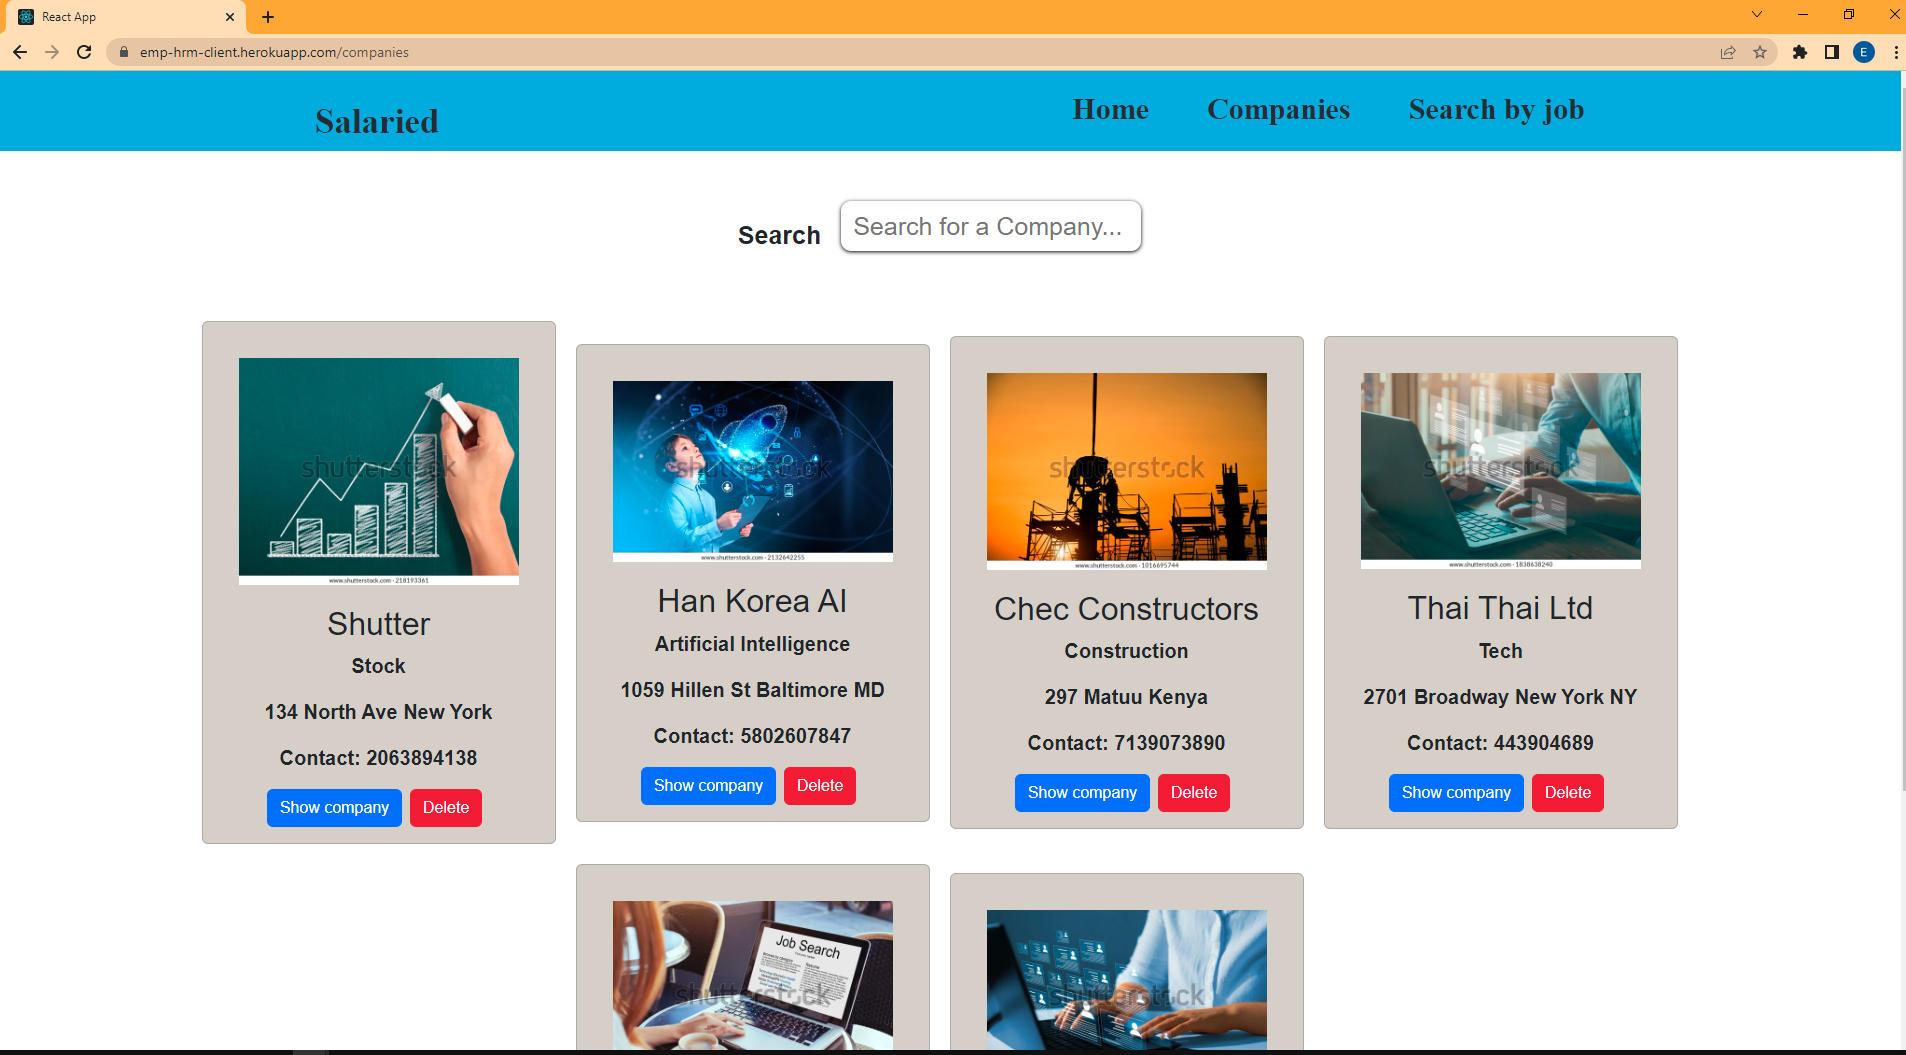 React App
emp-hrm-client.herokuapp.com/companies
E
Salaried
Home
Companies
Search by job
Search
Search for a Company...
shutterstock
www.shutterstock.com · 218193361
Shutter
Stock
134 North Ave New York
Contact: 2063894138
Show company
Delete
shutterstock
www.shutterstock.com · 2132642255
Han Korea AI
Artificial Intelligence
1059 Hillen St Baltimore MD
Contact: 5802607847
Show company
Delete
shutterstock
www.shutterstock.com · 1016695744
Chec Constructors
Construction
297 Matuu Kenya
Contact: 7139073890
Show company
Delete
shutterstock
www.shutterstock.com · 1838638240
Thai Thai Ltd
Tech
2701 Broadway New York NY
Contact: 443904689
Show company
Delete
Job Search
shutterstock
shutterstock